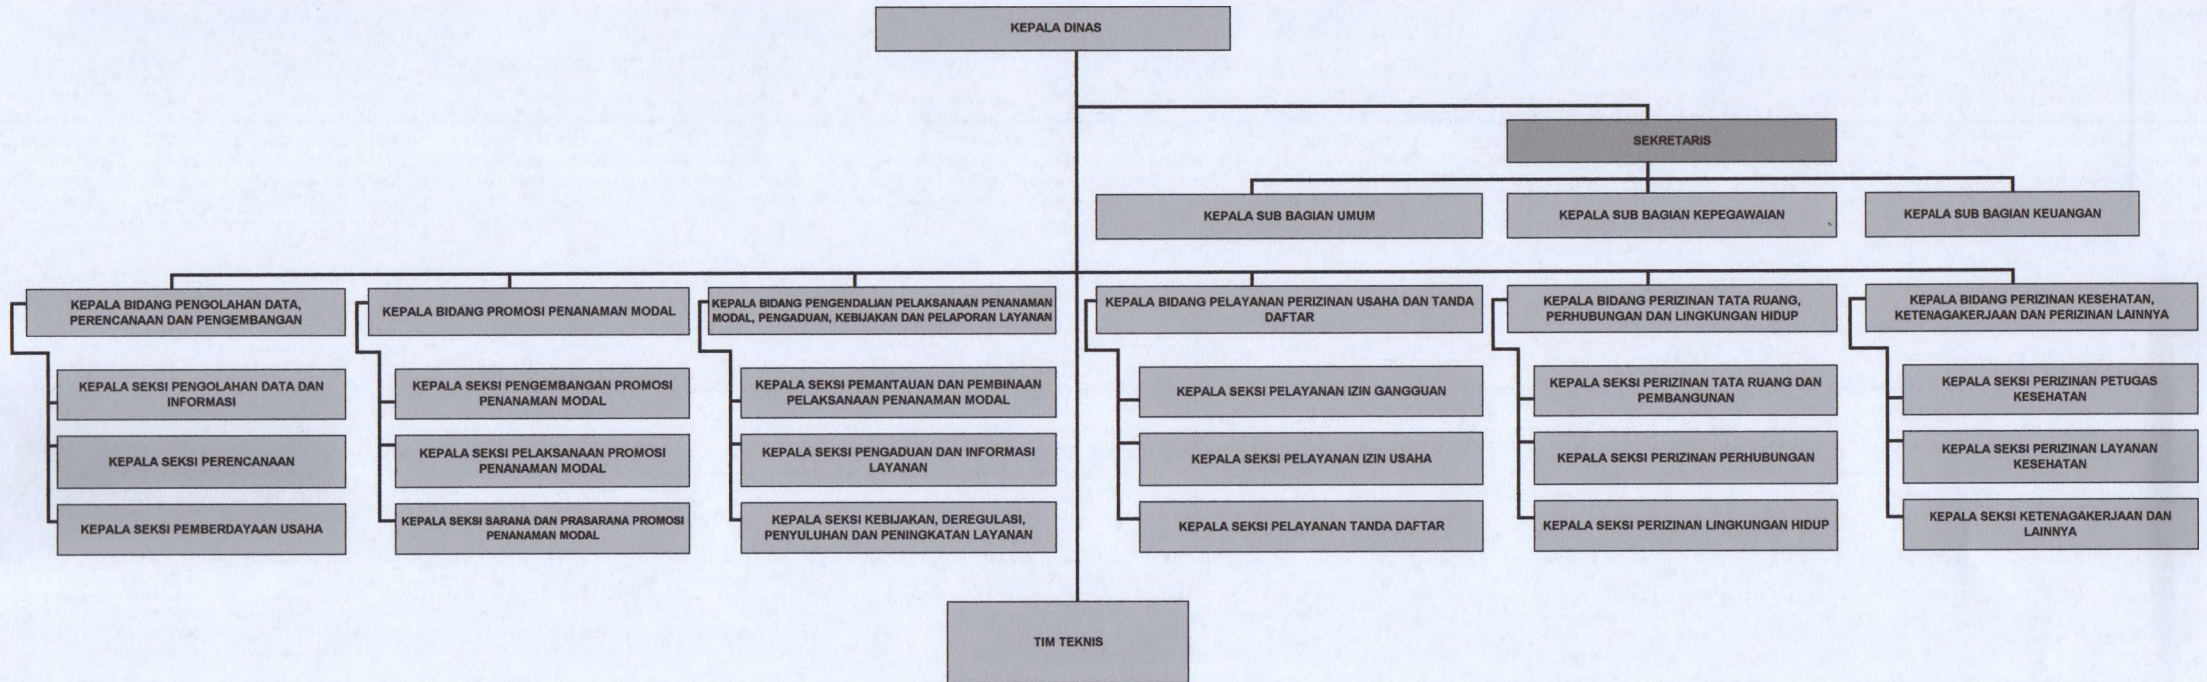 KEPALA DINAS
SEKRETARIS
KEPALA SUB BAGIAN UMUM
KEPALA SUB BAGIAN KEPEGAWAIAN
KEPALA SUB BAGIAN KEUANGAN
KEPALA BIDANG PENGOLAHAN DATA,
PERENCANAAN DAN PENGEMBANGAN
KEPALA SEKSI PENGOLAHAN DATA DAN
INFORMASI
KEPALA SEKSI PERENCANAAN
KEPALA SEKSI PEMBERDAYAAN USAHA
KEPALA BIDANG PROMOSI PENANAMAN MODAL
KEPALA SEKSI PENGEMBANGAN PROMOSI
PENANAMAN MODAL
KEPALA SEKSI PELAKSANAAN PROMOSI
PENANAMAN MODAL
KEPALA SEKSI SARANA DAN PRASARANA PROMOSI
PENANAMAN MODAL
KEPALA BIDANG PENGENDALIAN PELAKSANAAN PENANAMAN
MODAL, PENGADUAN, KEBIJAKAN DAN PELAPORAN LAYANAN
KEPALA SEKSI PEMANTAUAN DAN PEMBINAAN
PELAKSANAAN PENANAMAN MODAL
KEPALA SEKSI PENGADUAN DAN INFORMASI
LAYANAN
KEPALA SEKSI KEBIJAKAN, DEREGULASI,
PENYULUHAN DAN PENINGKATAN LAYANAN
KEPALA BIDANG PELAYANAN PERIZINAN USAHA DAN TANDA
DAFTAR
KEPALA SEKSI PELAYANAN IZIN GANGGUAN
KEPALA SEKSI PELAYANAN IZIN USAHA
KEPALA SEKSI PELAYANAN TANDA DAFTAR
KEPALA BIDANG PERIZINAN TATA RUANG,
PERHUBUNGAN DAN LINGKUNGAN HIDUP
KEPALA SEKSI PERIZINAN TATA RUANG DAN
PEMBANGUNAN
KEPALA SEKSI PERIZINAN PERHUBUNGAN
KEPALA SEKSI PERIZINAN LINGKUNGAN HIDUP
KEPALA BIDANG PERIZINAN KESEHATAN,
KETENAGAKERJAAN DAN PERIZINAN LAINNYA
KEPALA SEKSI PERIZINAN PETUGAS
KESEHATAN
KEPALA SEKSI PERIZINAN LAYANAN
KESEHATAN
KEPALA SEKSI KETENAGAKERJAAN DAN
LAINNYA
TIM TEKNIS